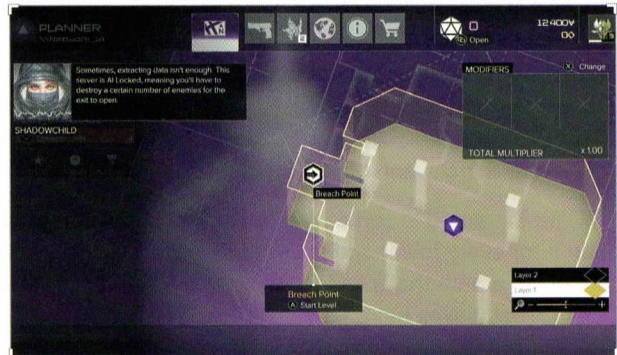 PLANNER
12400
0
Open
Sometimes, extracting data isn't enough. This
server is AI Locked, meaning you'll have to
destroy a certain number of enemies for the
exit to open.
SHADOWCHILD
MODIFIERS
X Change
TOTAL MULTIPLIER x 1.00
Breach Point
Layer 2
Layer 1
Breach Point
A Start Level